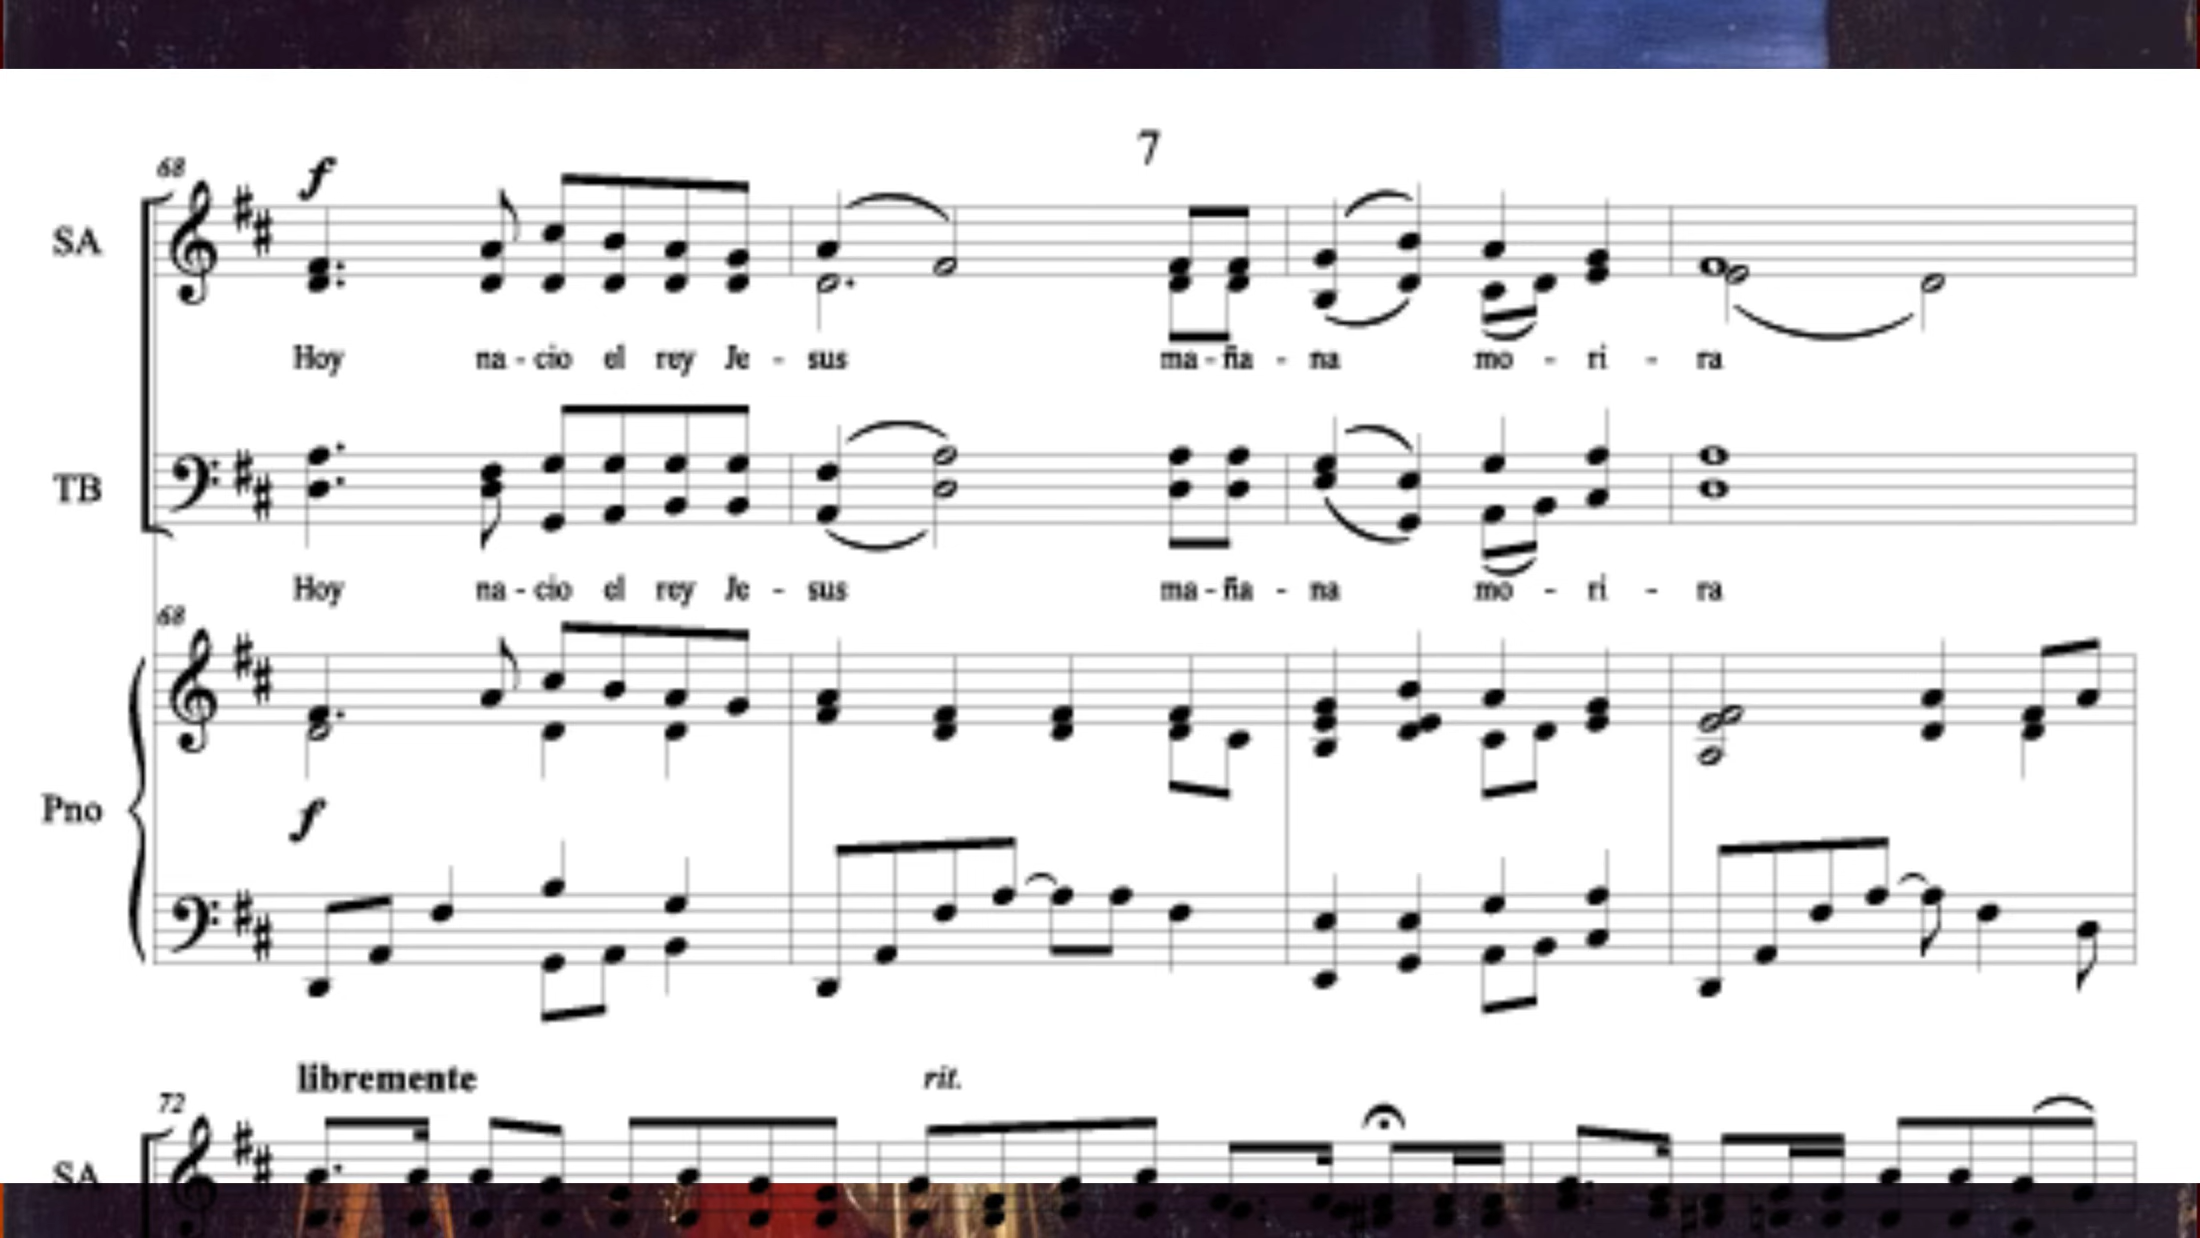 7
68
f
SA
Hoy na - cio el rey Je - sus ma - ña - na mo - ri - ra
TB
Hoy na - cio el rey Je - sus ma - ña - na mo - ri - ra
68
Pno
f
libremente rit.
72
SA